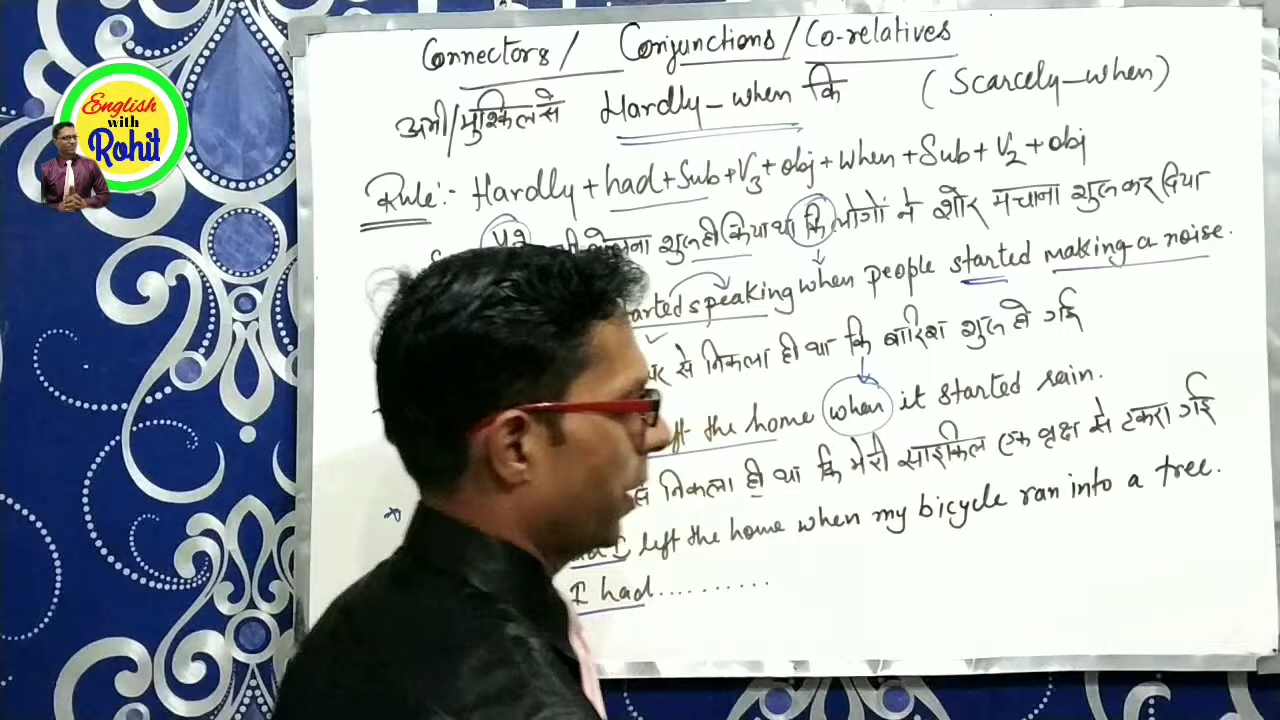 English
with
Rohit
Connectors / Conjunctions / Co-relatives
अभी/मुश्किल से Hardly - when कि (Scarcely - when)
Rule:- Hardly + had + Sub + V3 + obj + when + Sub + V2 + obj
शुरू ही किया था कि लोगों ने शोर मचाना शुरू कर दिया
started speaking when people started making a noise.
से निकला ही था कि बारिश शुरू हो गई
the home when it started rain.
निकला ही था कि मेरी साइकिल एक वृक्ष से टकरा गई
I left the home when my bicycle ran into a tree.
I had..........